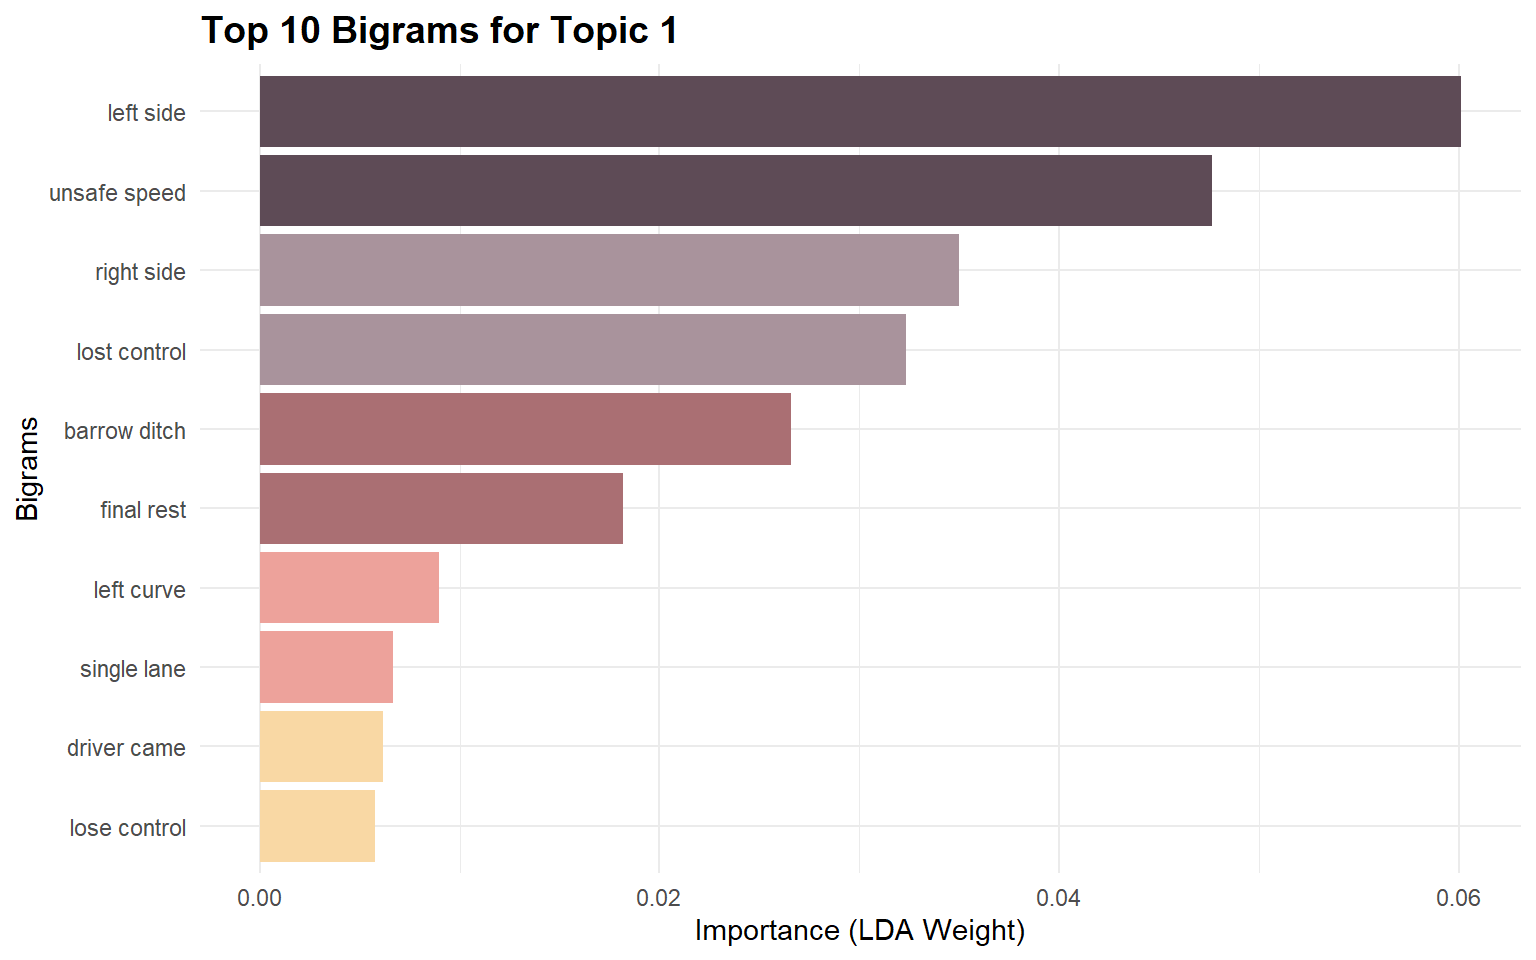 Top 10 Bigrams for Topic 1
left side
unsafe speed
right side
lost control
barrow ditch
final rest
left curve
single lane
driver came
lose control
Bigrams
0.00 0.02 0.04 0.06
Importance (LDA Weight)